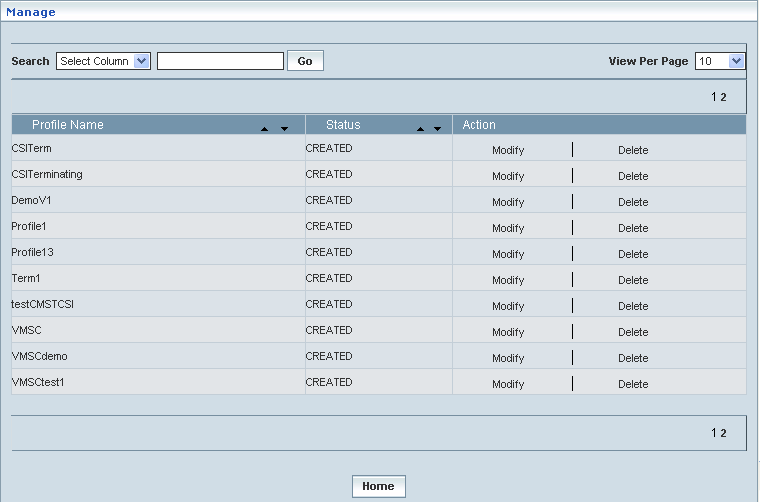 Manage
Search Select Column Go View Per Page 10
1 2
Profile Name Status Action
CSITerm CREATED Modify Delete
CSITerminating CREATED Modify Delete
DemoV1 CREATED Modify Delete
Profile1 CREATED Modify Delete
Profile13 CREATED Modify Delete
Term1 CREATED Modify Delete
testCMSTCSI CREATED Modify Delete
VMSC CREATED Modify Delete
VMSCdemo CREATED Modify Delete
VMSCtest1 CREATED Modify Delete
1 2
Home